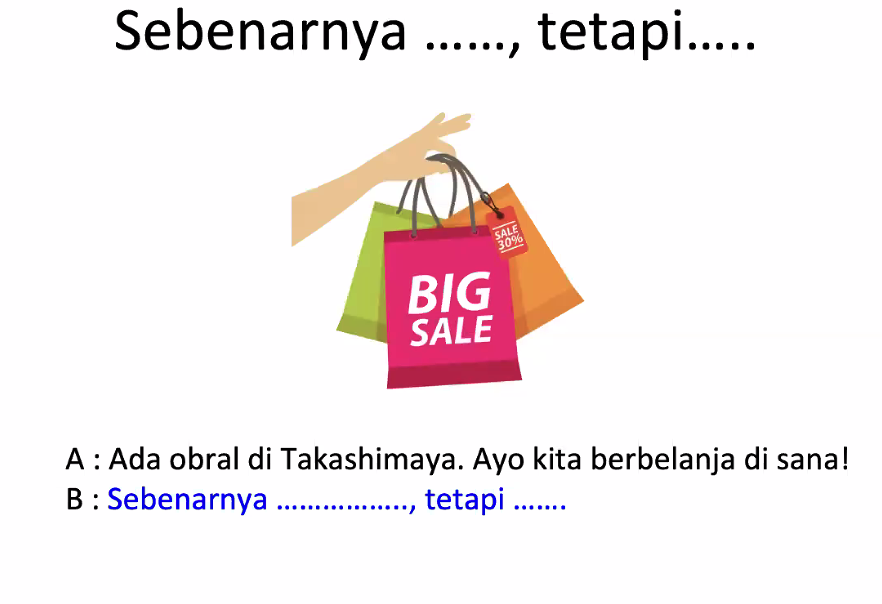 Sebenarnya ......, tetapi.....
SALE
30%
BIG
SALE
A : Ada obral di Takashimaya. Ayo kita berbelanja di sana!
B : Sebenarnya ................., tetapi .......